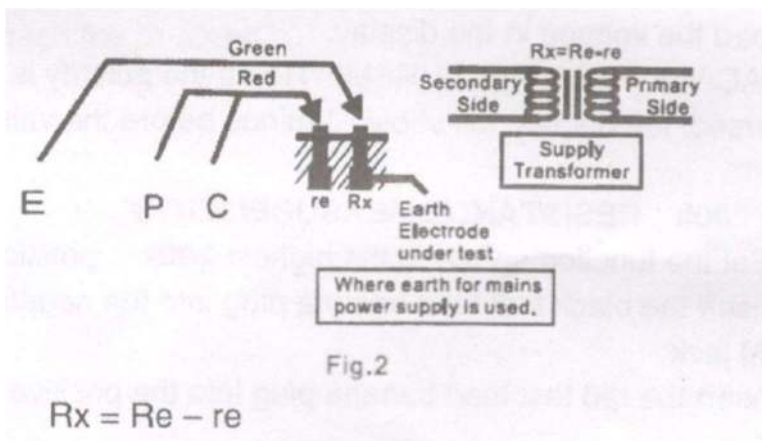 Green
Red
Rx=Re-re
Secondary Side
Primary Side
Supply Transformer
E P C
re Rx
Earth Electrode under test
Where earth for mains
power supply is used.
Fig.2
Rx = Re – re